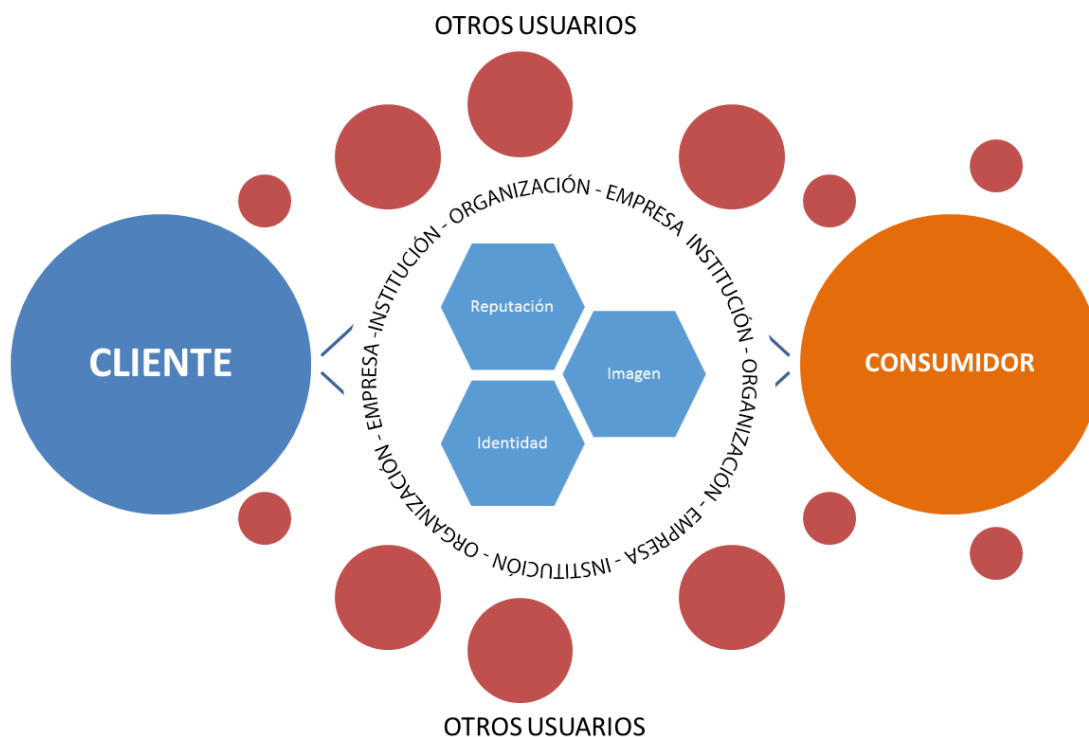 OTROS USUARIOS
EMPRESA -INSTITUCIÓN - ORGANIZACIÓN - EMPRESA INSTITUCIÓN - ORGANIZACIÓN - EMPRESA - INSTITUCIÓN - ORGANIZACIÓN -
Reputación
CLIENTE
Imagen
CONSUMIDOR
Identidad
OTROS USUARIOS